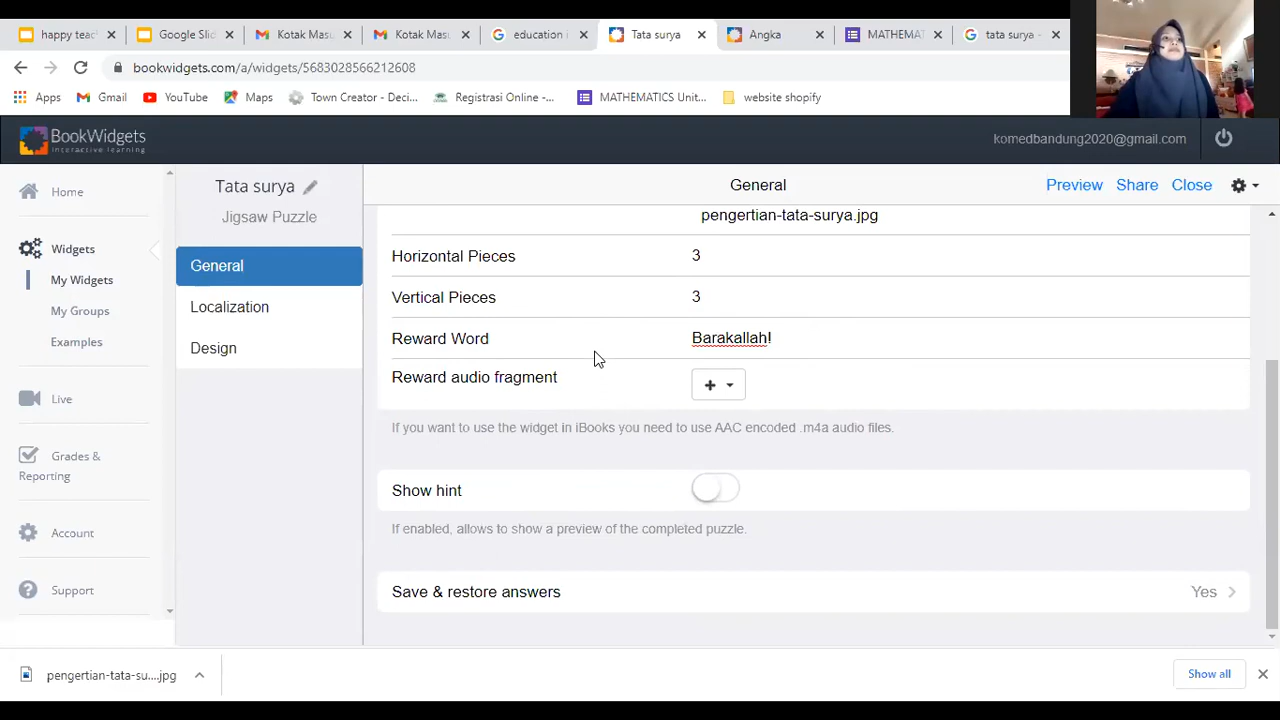 happy teac
Google Slid
Kotak Masu
Kotak Masu
education i
Tata surya
Angka
MATHEMAT
tata surya -
bookwidgets.com/a/widgets/5683028566212608
Apps
Gmail
YouTube
Maps
Town Creator - Deci...
Registrasi Online -...
MATHEMATICS Unit...
website shopify
BookWidgets
interactive learning
komedbandung2020@gmail.com
Home
Widgets
My Widgets
My Groups
Examples
Live
Grades &
Reporting
Account
Support
Tata surya
Jigsaw Puzzle
General
Localization
Design
General
Preview
Share
Close
pengertian-tata-surya.jpg
Horizontal Pieces 3
Vertical Pieces 3
Reward Word Barakallah!
Reward audio fragment
If you want to use the widget in iBooks you need to use AAC encoded .m4a audio files.
Show hint
If enabled, allows to show a preview of the completed puzzle.
Save & restore answers Yes
pengertian-tata-su....jpg
Show all